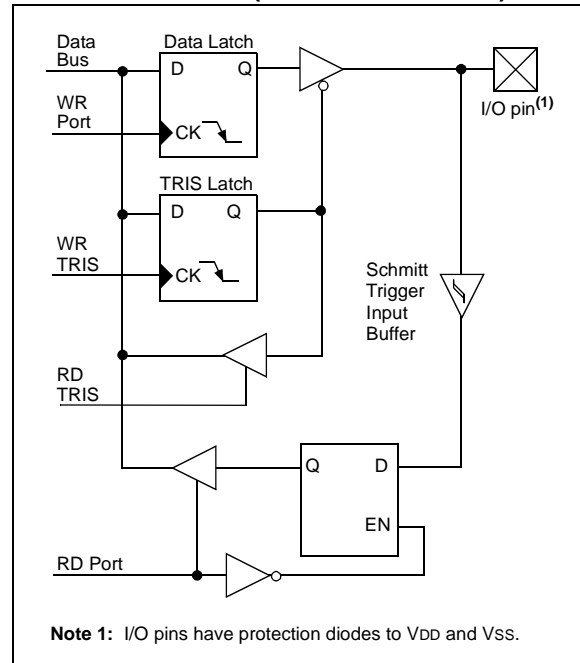 Data
Bus
Data Latch
D Q
WR
Port
CK
I/O pin(1)
TRIS Latch
D Q
WR
TRIS
CK
Schmitt
Trigger
Input
Buffer
RD
TRIS
Q D
EN
RD Port
Note 1: I/O pins have protection diodes to VDD and VSS.